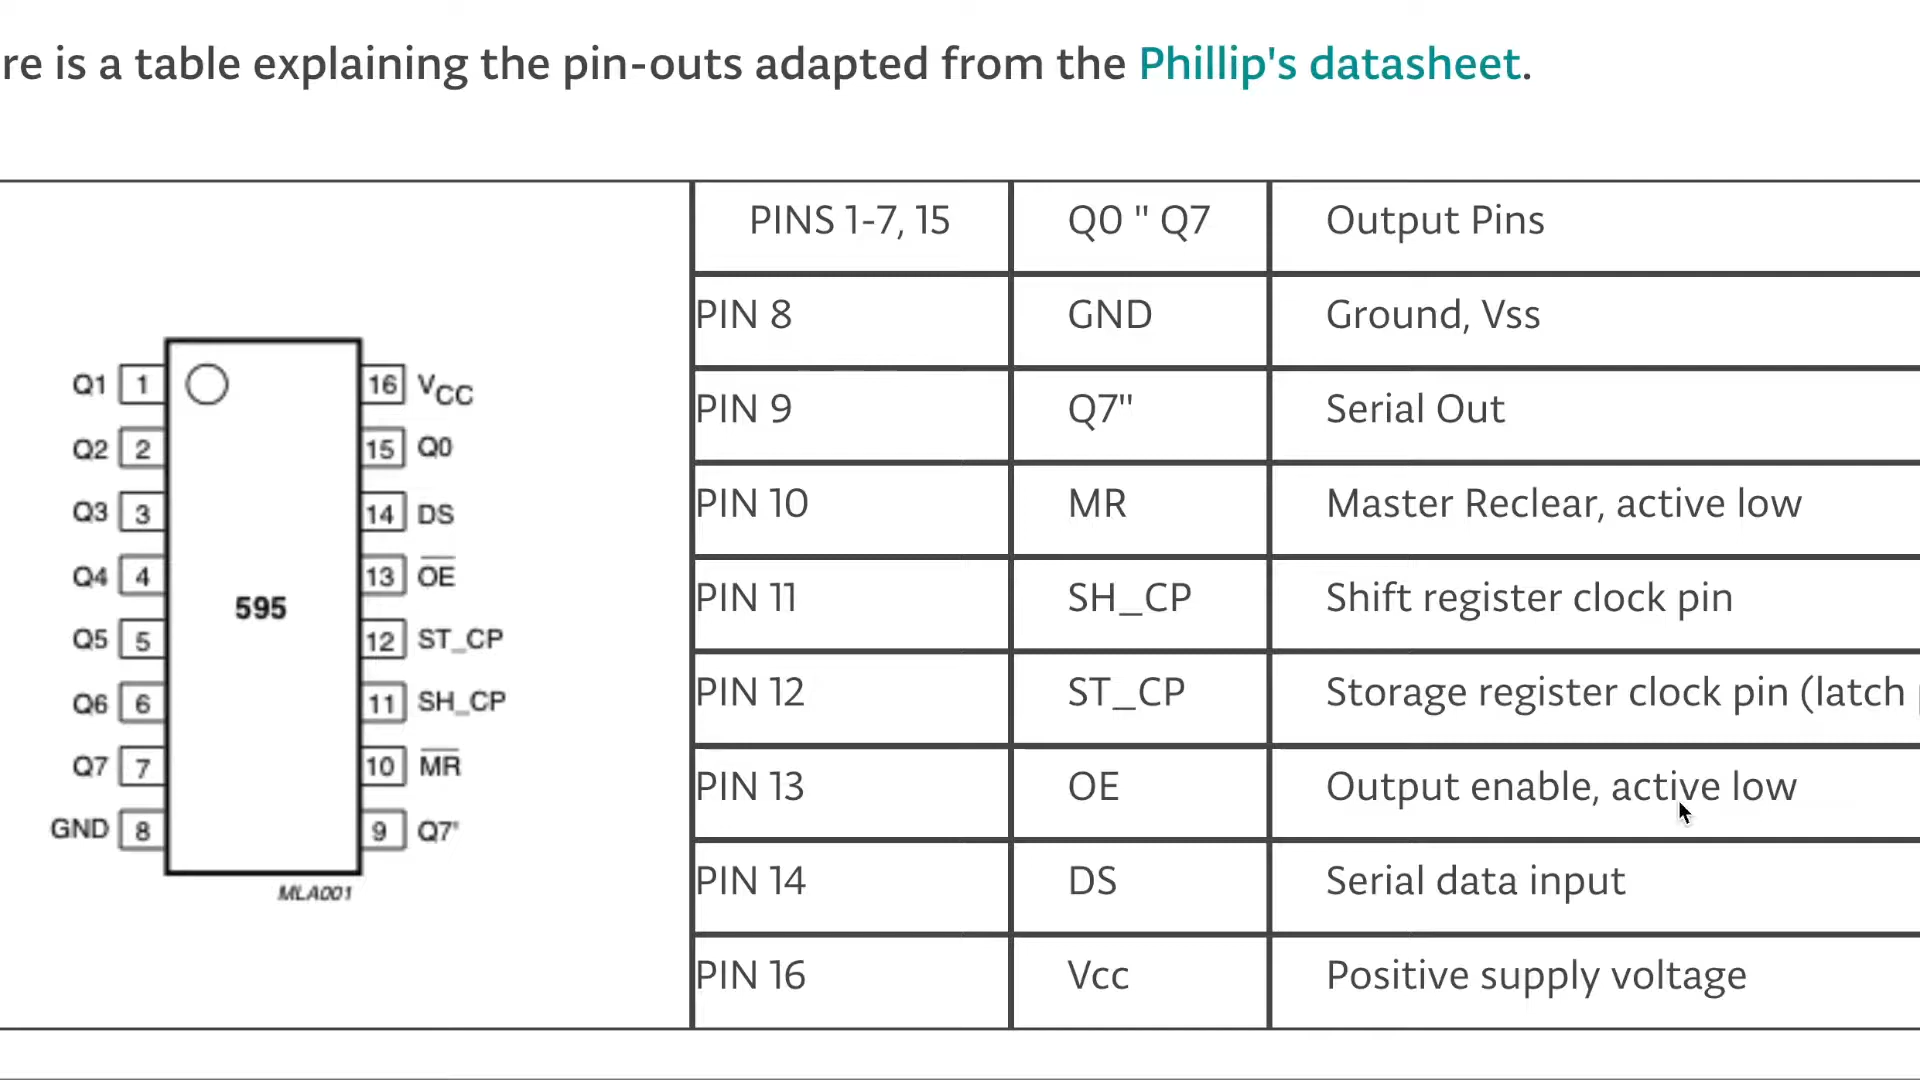 re is a table explaining the pin-outs adapted from the Phillip's datasheet.
Q1 1 16 VCC
Q2 2 15 Q0
Q3 3 14 DS
Q4 4 13 OE
595
Q5 5 12 ST_CP
Q6 6 11 SH_CP
Q7 7 10 MR
GND 8 9 Q7'
MLA001
PINS 1-7, 15 Q0 " Q7 Output Pins
PIN 8 GND Ground, Vss
PIN 9 Q7" Serial Out
PIN 10 MR Master Reclear, active low
PIN 11 SH_CP Shift register clock pin
PIN 12 ST_CP Storage register clock pin (latch
PIN 13 OE Output enable, active low
PIN 14 DS Serial data input
PIN 16 Vcc Positive supply voltage